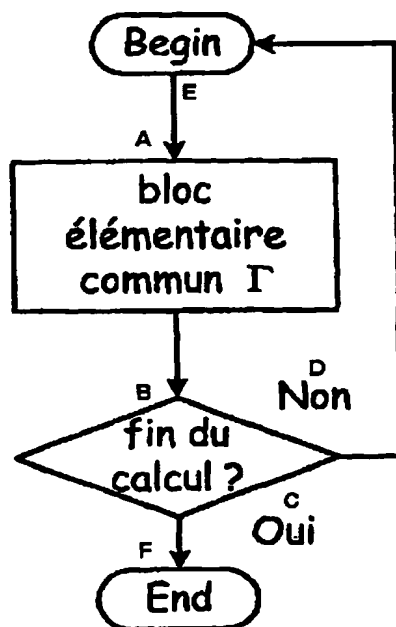 Begin
E
A
bloc
élémentaire
commun Γ
B
D
Non
fin du
calcul ?
C
Oui
F
End